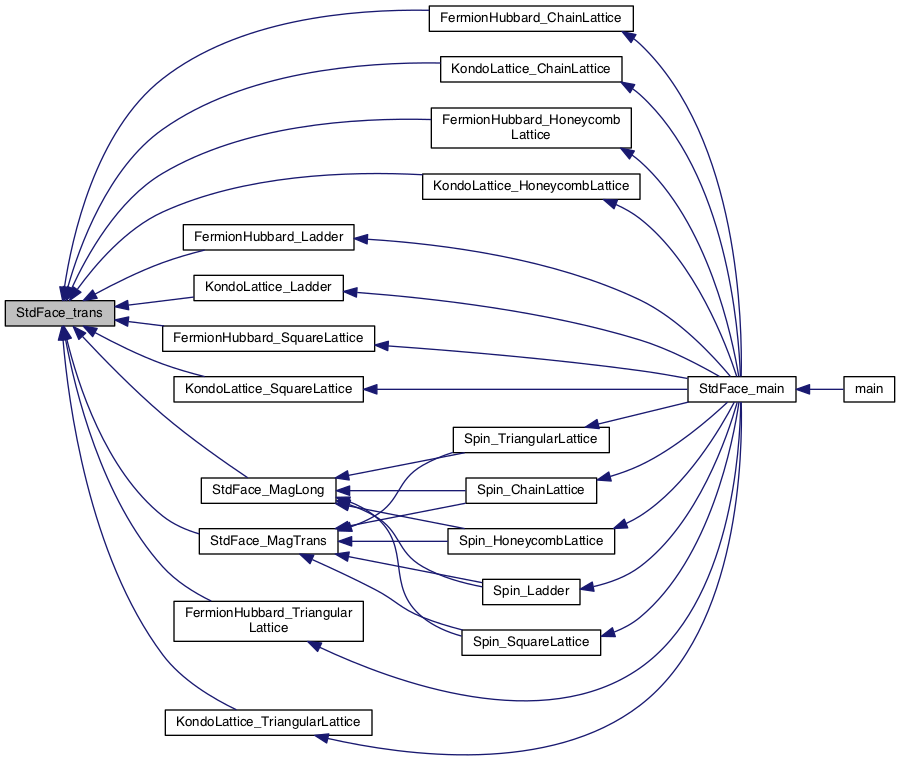 FermionHubbard_ChainLattice
KondoLattice_ChainLattice
FermionHubbard_Honeycomb
Lattice
KondoLattice_HoneycombLattice
FermionHubbard_Ladder
KondoLattice_Ladder
StdFace_trans
FermionHubbard_SquareLattice
KondoLattice_SquareLattice
StdFace_main
main
Spin_TriangularLattice
StdFace_MagLong
Spin_ChainLattice
StdFace_MagTrans
Spin_HoneycombLattice
Spin_Ladder
FermionHubbard_Triangular
Lattice
Spin_SquareLattice
KondoLattice_TriangularLattice